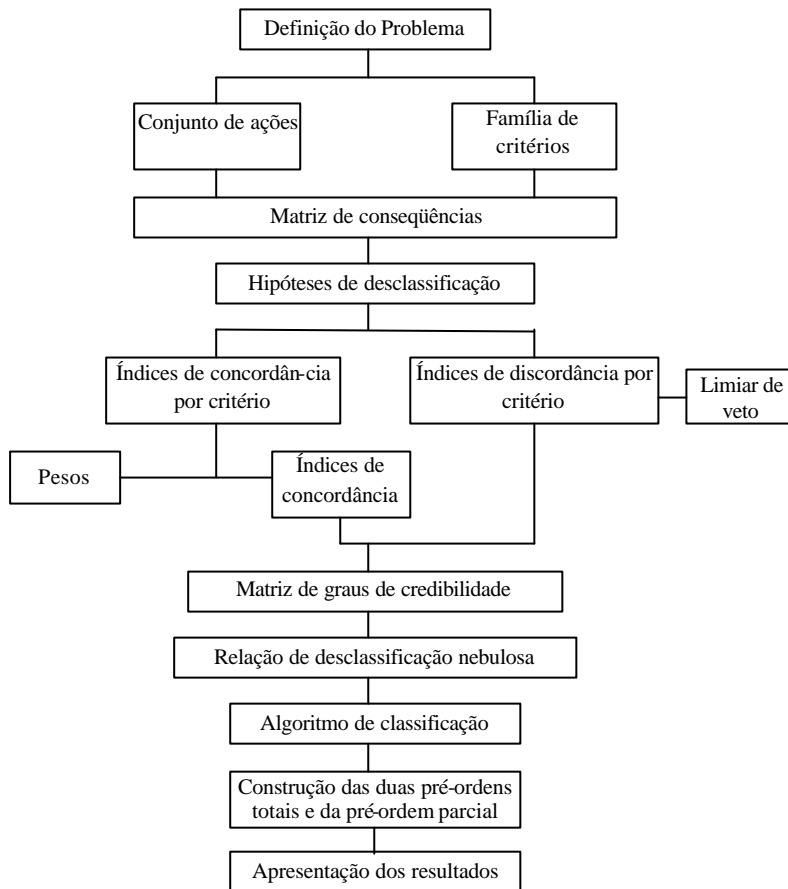 Definição do Problema
Conjunto de ações
Família de
critérios
Matriz de conseqüências
Hipóteses de desclassificação
Índices de concordân-cia
por critério
Índices de discordância por
critério
Limiar de
veto
Pesos
Índices de
concordância
Matriz de graus de credibilidade
Relação de desclassificação nebulosa
Algoritmo de classificação
Construção das duas pré-ordens
totais e da pré-ordem parcial
Apresentação dos resultados